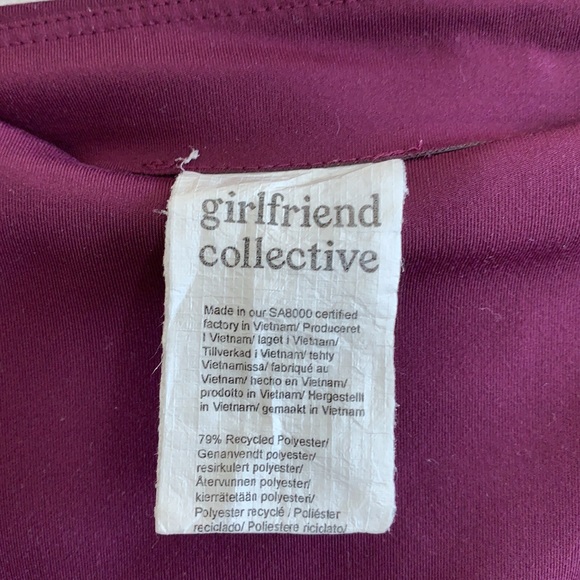 girlfriend
collective
Made in our SA8000 certified
factory in Vietnam/ Produceret
I Vietnam/ laget i Vietnam/
Tillverkad i Vietnam/ tehty
Vietnamissa/ fabriqué au
Vietnam/ hecho en Vietnam/
prodoito in Vietnam/ Hergestelli
in Vietnam/ gemaakt in Vietnam
79% Recycled Polyester/
Genanvendt polyester/
resirkulert polyester/
Återvunnen polyester/
kierrätetään polyesteri/
Polyester recyclé / Poliéster
reciclado/ Poliestere riciclato/